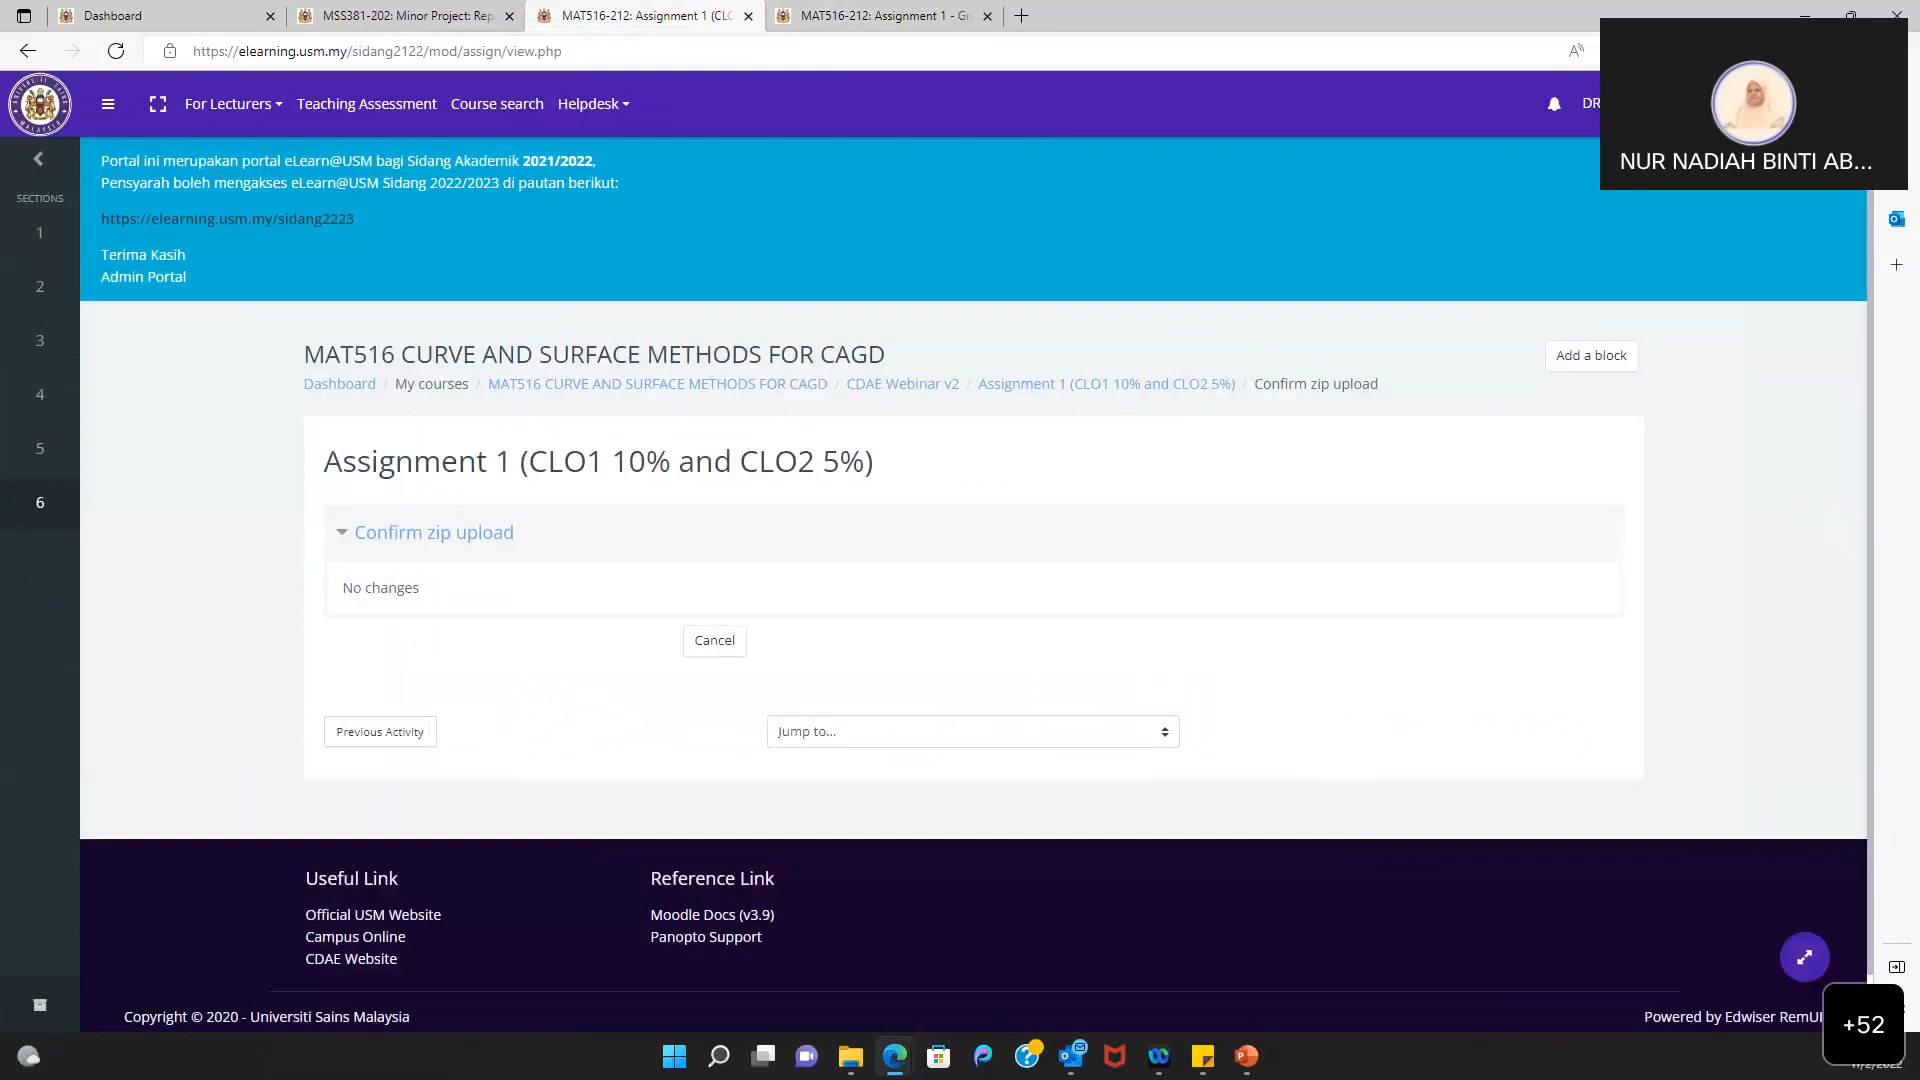 Dashboard
MSS381-202: Minor Project: Rep
MAT516-212: Assignment 1 (CLC
MAT516-212: Assignment 1 - Gr
https://elearning.usm.my/sidang2122/mod/assign/view.php
For Lecturers
Teaching Assessment
Course search
Helpdesk
DR
NUR NADIAH BINTI AB...
Portal ini merupakan portal eLearn@USM bagi Sidang Akademik 2021/2022,
Pensyarah boleh mengakses eLearn@USM Sidang 2022/2023 di pautan berikut:
https://elearning.usm.my/sidang2223
Terima Kasih
Admin Portal
SECTIONS
1
2
3
4
5
6
MAT516 CURVE AND SURFACE METHODS FOR CAGD
Add a block
Dashboard / My courses / MAT516 CURVE AND SURFACE METHODS FOR CAGD / CDAE Webinar v2 / Assignment 1 (CLO1 10% and CLO2 5%) / Confirm zip upload
Assignment 1 (CLO1 10% and CLO2 5%)
Confirm zip upload
No changes
Cancel
Previous Activity
Jump to...
Useful Link
Official USM Website
Campus Online
CDAE Website
Reference Link
Moodle Docs (v3.9)
Panopto Support
Copyright © 2020 - Universiti Sains Malaysia
Powered by Edwiser RemUI
+52